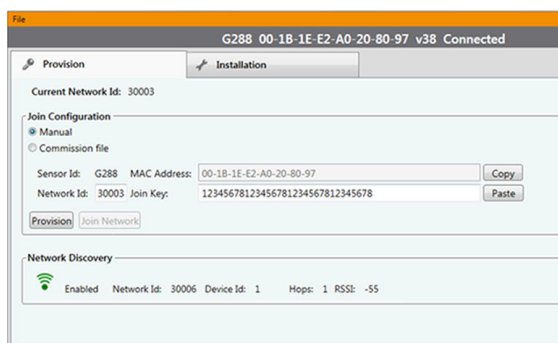 File
G288 00-1B-1E-E2-A0-20-80-97 v38 Connected
Provision Installation
Current Network Id: 30003
Join Configuration
Manual
Commission file
Sensor Id: G288 MAC Address: 00-1B-1E-E2-A0-20-80-97 Copy
Network Id: 30003 Join Key: 12345678123456781234567812345678 Paste
Provision Join Network
Network Discovery
Enabled Network Id: 30006 Device Id: 1 Hops: 1 RSSI: -55